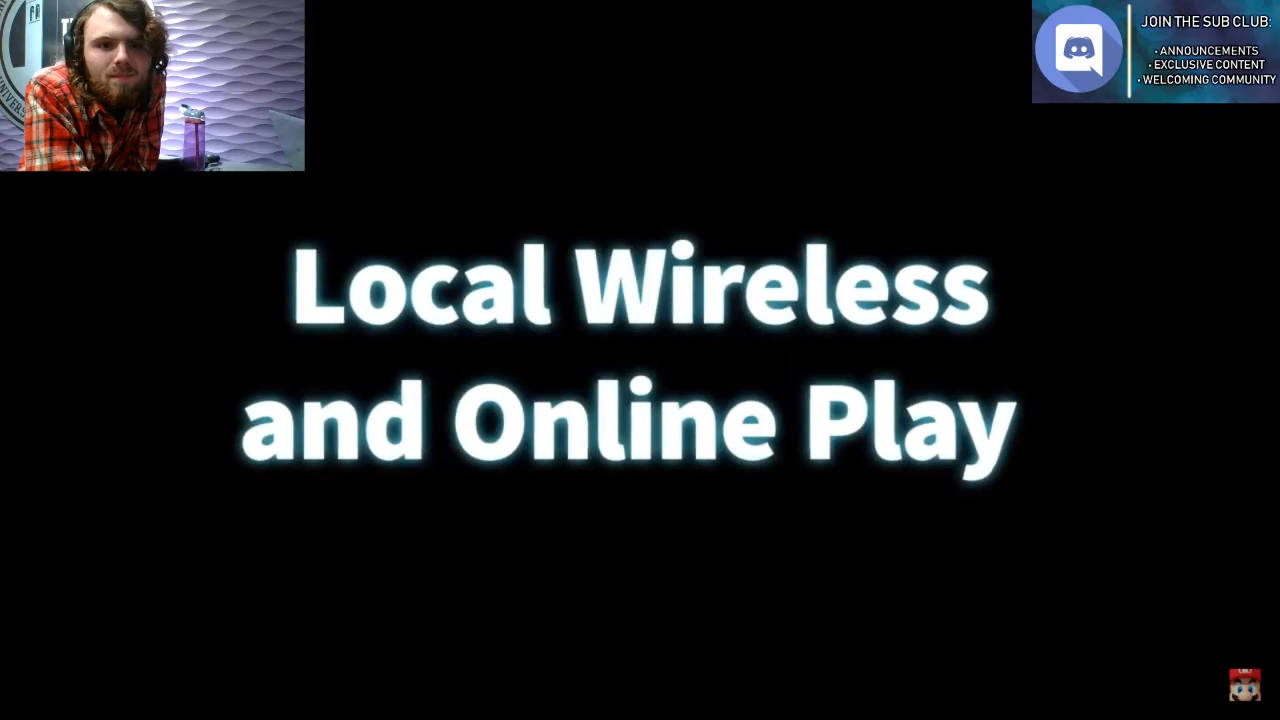 JOIN THE SUB CLUB:
• ANNOUNCEMENTS
• EXCLUSIVE CONTENT
• WELCOMING COMMUNITY
Local Wireless
and Online Play